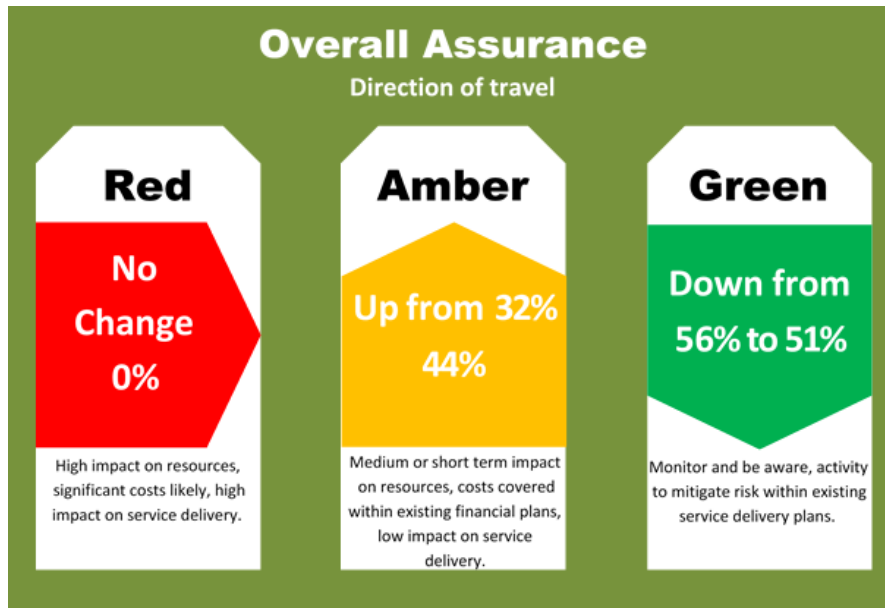 Overall Assurance
Direction of travel
Red
No
Change
0%
High impact on resources,
significant costs likely, high
impact on service delivery.
Amber
Up from 32%
44%
Medium or short term impact
on resources, costs covered
within existing financial plans,
low impact on service
delivery.
Green
Down from
56% to 51%
Monitor and be aware, activity
to mitigate risk within existing
service delivery plans.